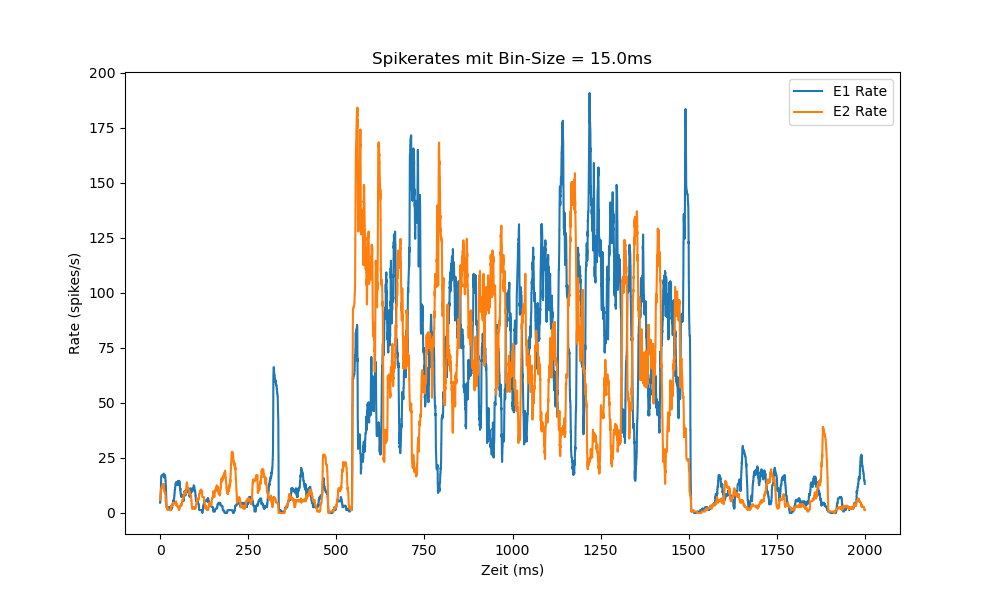 Spikerates mit Bin-Size = 15.0ms
E1 Rate
E2 Rate
Rate (spikes/s)
200
175
150
125
100
75
50
25
0
0 250 500 750 1000 1250 1500 1750 2000
Zeit (ms)